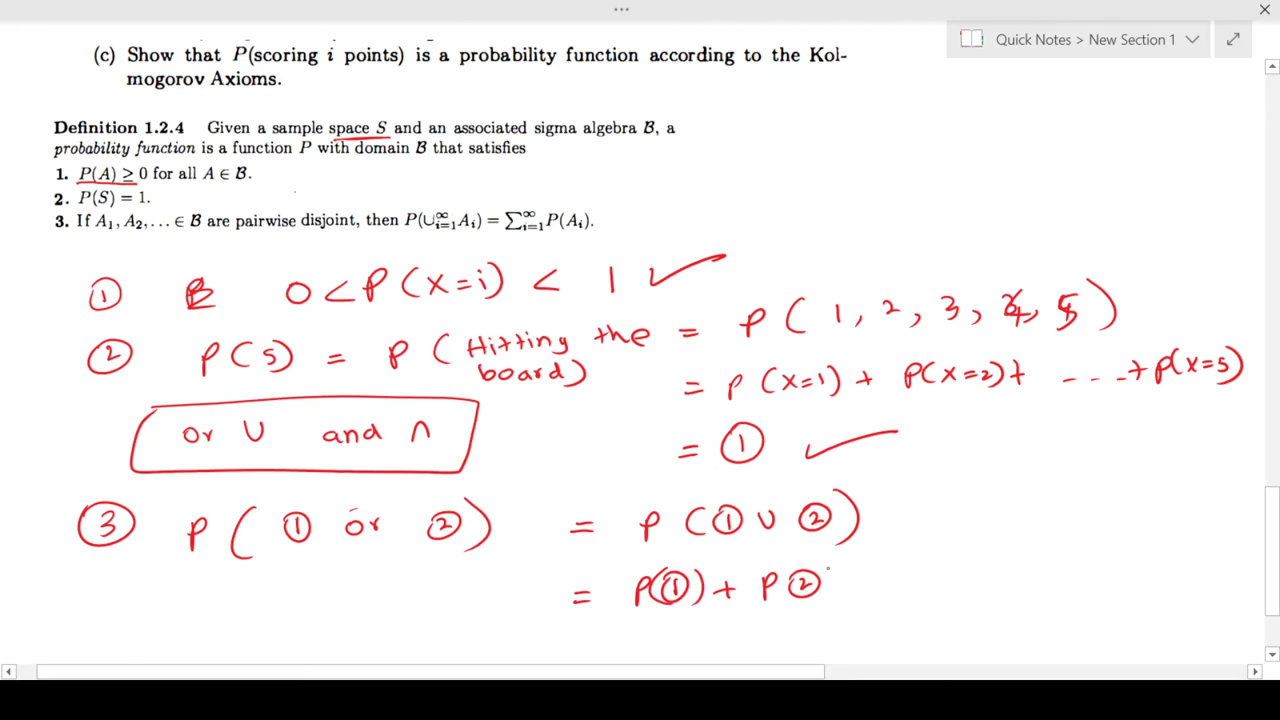 Quick Notes > New Section 1
(c) Show that P(scoring i points) is a probability function according to the Kol-
mogorov Axioms.
Definition 1.2.4 Given a sample space S and an associated sigma algebra B, a
probability function is a function P with domain B that satisfies
1. P(A) ≥ 0 for all A ∈ B.
2. P(S) = 1.
3. If A₁, A₂, ... ∈ B are pairwise disjoint, then P(∪_{i=1}^∞ A_i) = ∑_{i=1}^∞ P(A_i).
① 0 < P(X=i) < 1 ✓
② P(S) = P(Hitting the board) = P(1, 2, 3, 4, 5)
= P(X=1) + P(X=2) + ---- + P(X=5)
or ∪ and ∩
= ① ✓
③ P(① or ②) = P(① ∪ ②)
= P(①) + P②